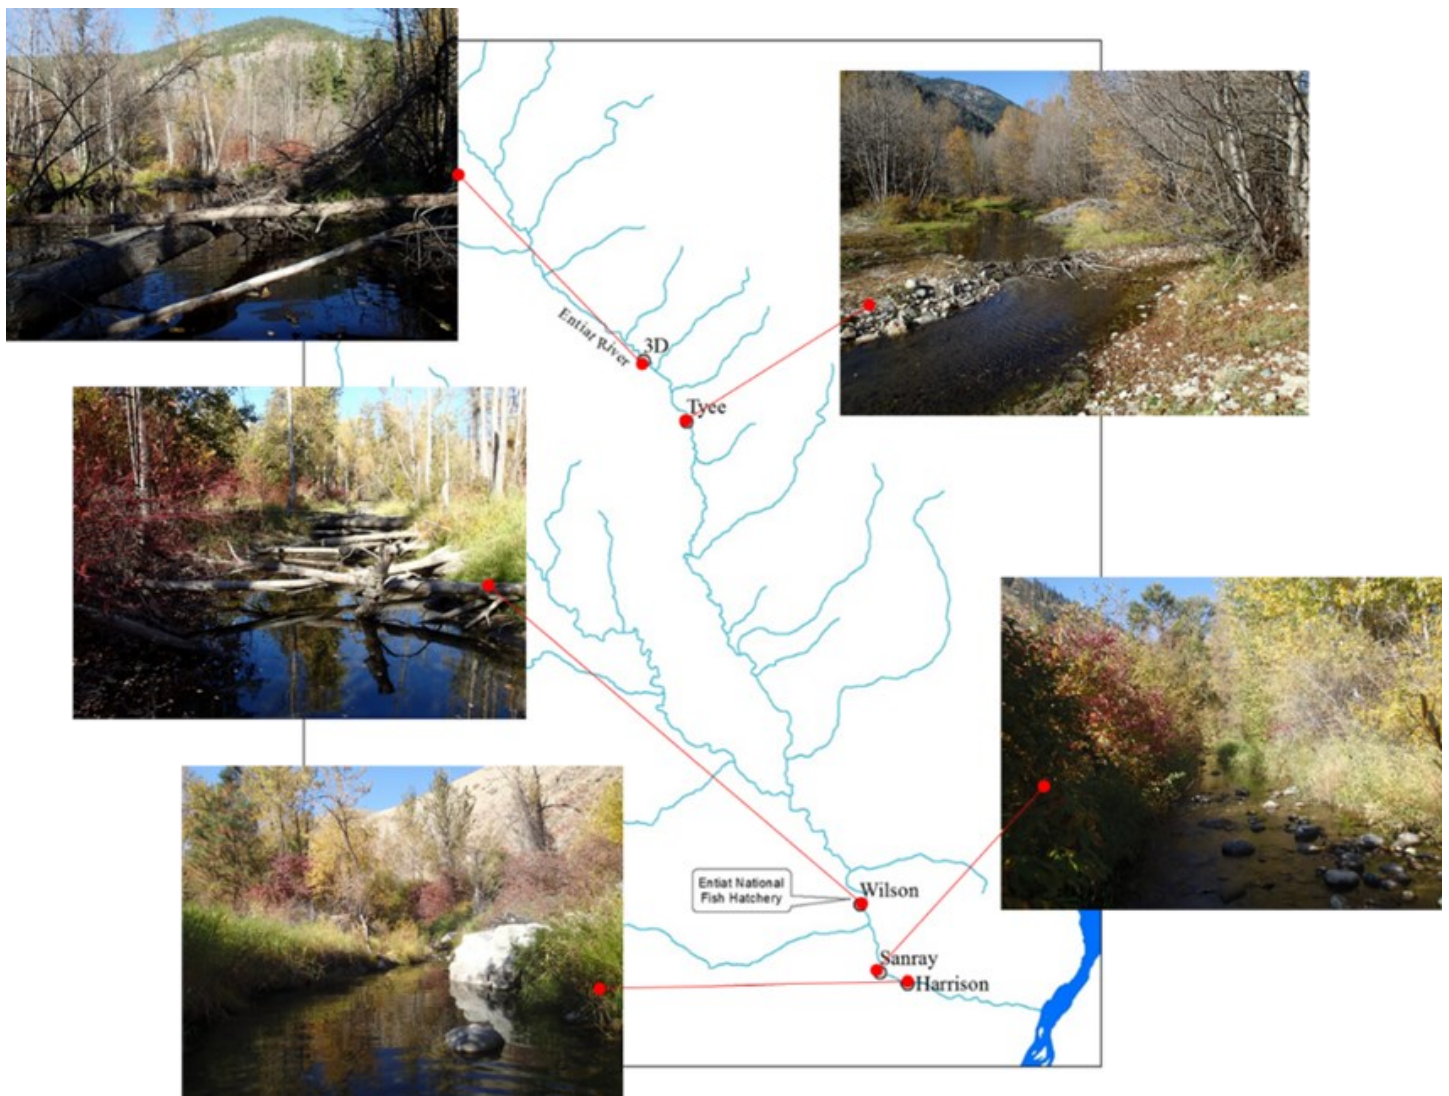 Entiat River
3D
Tyee
Entiat National
Fish Hatchery
Wilson
Sanray
Harrison